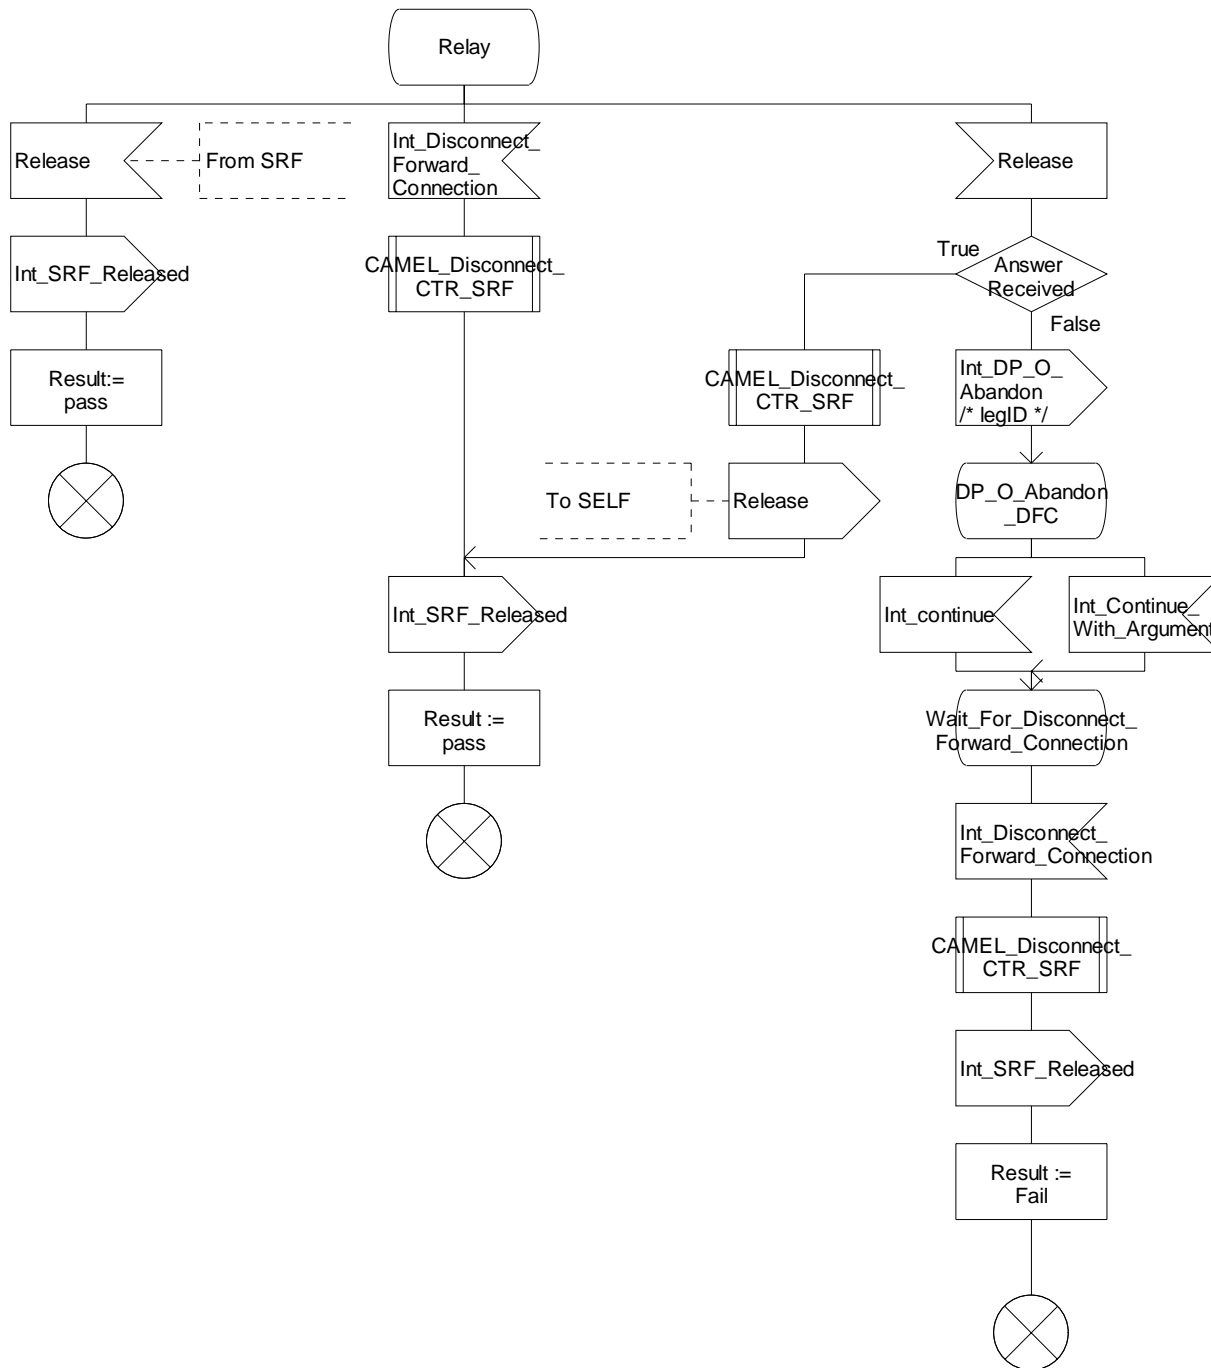 Relay
Release
From SRF
Int_Disconnect_
Forward_
Connection
Release
Int_SRF_Released
CAMEL_Disconnect_
CTR_SRF
True
Answer
Received
False
Result:=
pass
CAMEL_Disconnect_
CTR_SRF
Int_DP_O_
Abandon
/* legID */
To SELF
Release
DP_O_Abandon
_DFC
Int_SRF_Released
Int_continue
Int_Continue_
With_Argument
Result :=
pass
Wait_For_Disconnect_
Forward_Connection
Int_Disconnect_
Forward_Connection
CAMEL_Disconnect_
CTR_SRF
Int_SRF_Released
Result :=
Fail